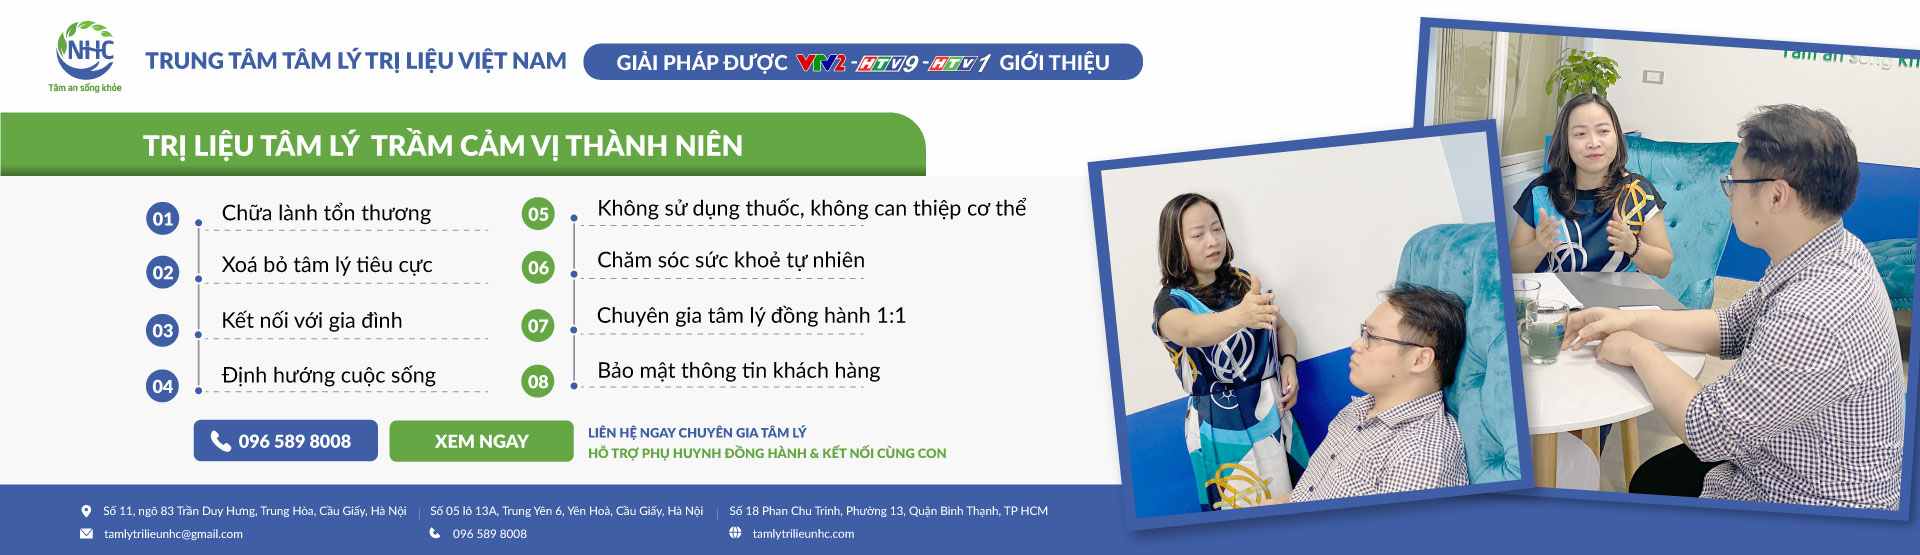 NHC
Tâm an sống khỏe
TRUNG TÂM TÂM LÝ TRỊ LIỆU VIỆT NAM
GIẢI PHÁP ĐƯỢC VTV2 - HTV9 - HTV1 GIỚI THIỆU
TRỊ LIỆU TÂM LÝ TRẦM CẢM VỊ THÀNH NIÊN
01 Chữa lành tổn thương
02 Xoá bỏ tâm lý tiêu cực
03 Kết nối với gia đình
04 Định hướng cuộc sống
05 Không sử dụng thuốc, không can thiệp cơ thể
06 Chăm sóc sức khoẻ tự nhiên
07 Chuyên gia tâm lý đồng hành 1:1
08 Bảo mật thông tin khách hàng
096 589 8008
XEM NGAY
LIÊN HỆ NGAY CHUYÊN GIA TÂM LÝ
HỖ TRỢ PHỤ HUYNH ĐỒNG HÀNH & KẾT NỐI CÙNG CON
Số 11, ngõ 83 Trần Duy Hưng, Trung Hòa, Cầu Giấy, Hà Nội
Số 05 lô 13A, Trung Yên 6, Yên Hoà, Cầu Giấy, Hà Nội
Số 18 Phan Chu Trinh, Phường 13, Quận Bình Thạnh, TP HCM
tamlytrilieunhc@gmail.com
096 589 8008
tamlytrilieunhc.com
Tâm an sống